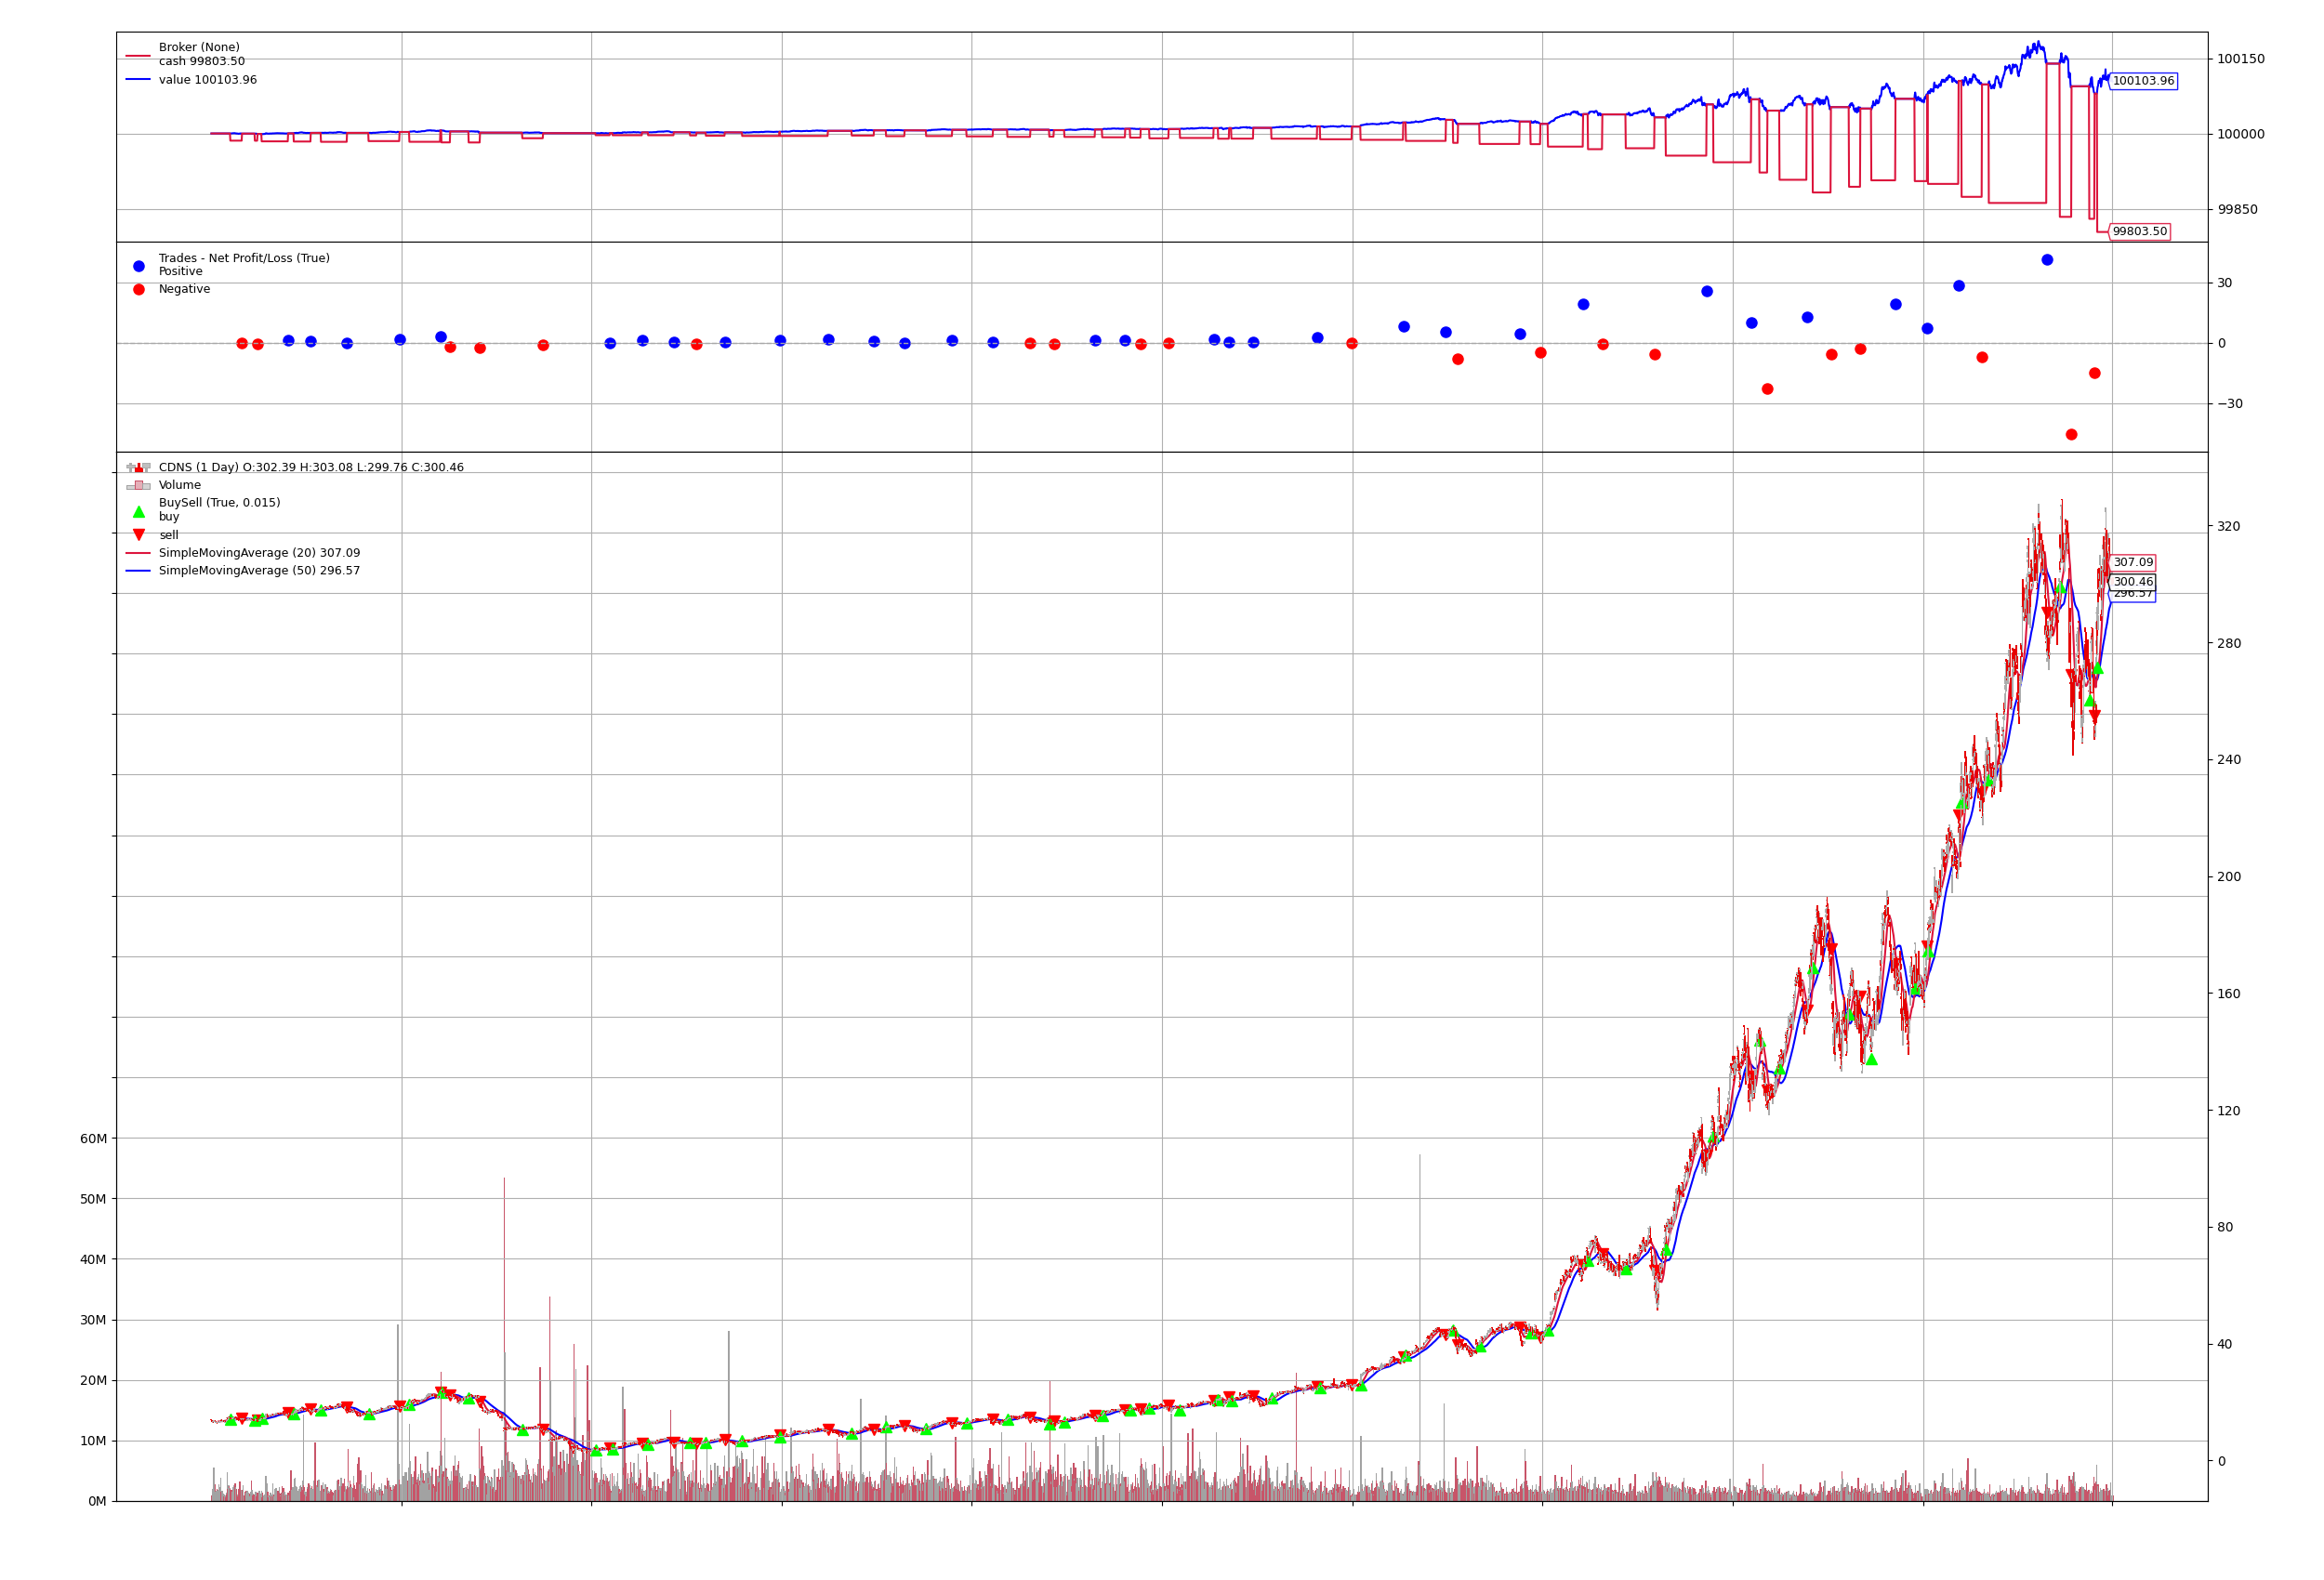 Broker (None)
cash 99803.50
value 100103.96
100150
100103.96
100000
99850
99803.50
Trades - Net Profit/Loss (True)
Positive
Negative
30
0
−30
CDNS (1 Day) O:302.39 H:303.08 L:299.76 C:300.46
Volume
BuySell (True, 0.015)
buy
sell
SimpleMovingAverage (20) 307.09
SimpleMovingAverage (50) 296.57
320
307.09
300.46
296.57
280
240
200
160
120
80
40
0
60M
50M
40M
30M
20M
10M
0M